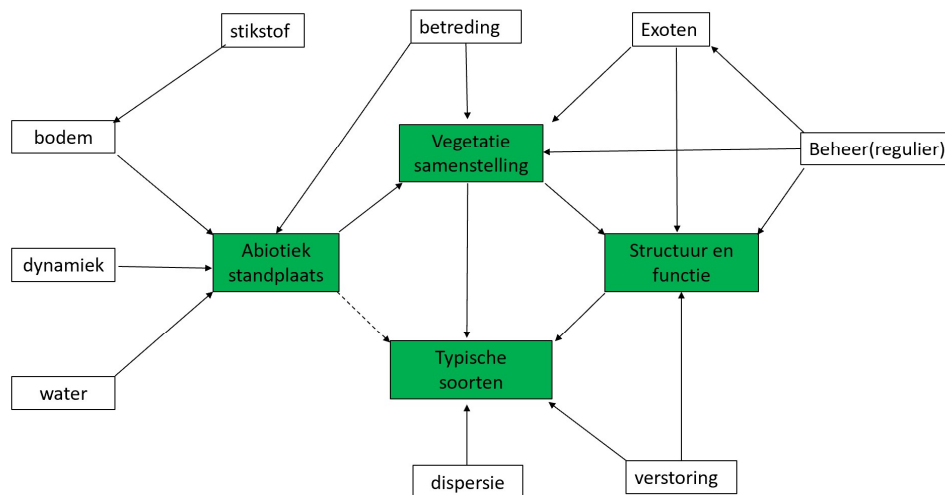 stikstof
betreding
Exoten
bodem
Vegetatie
samenstelling
Beheer(regulier)
dynamiek
Abiotiek
standplaats
Structuur en
functie
water
Typische
soorten
dispersie
verstoring